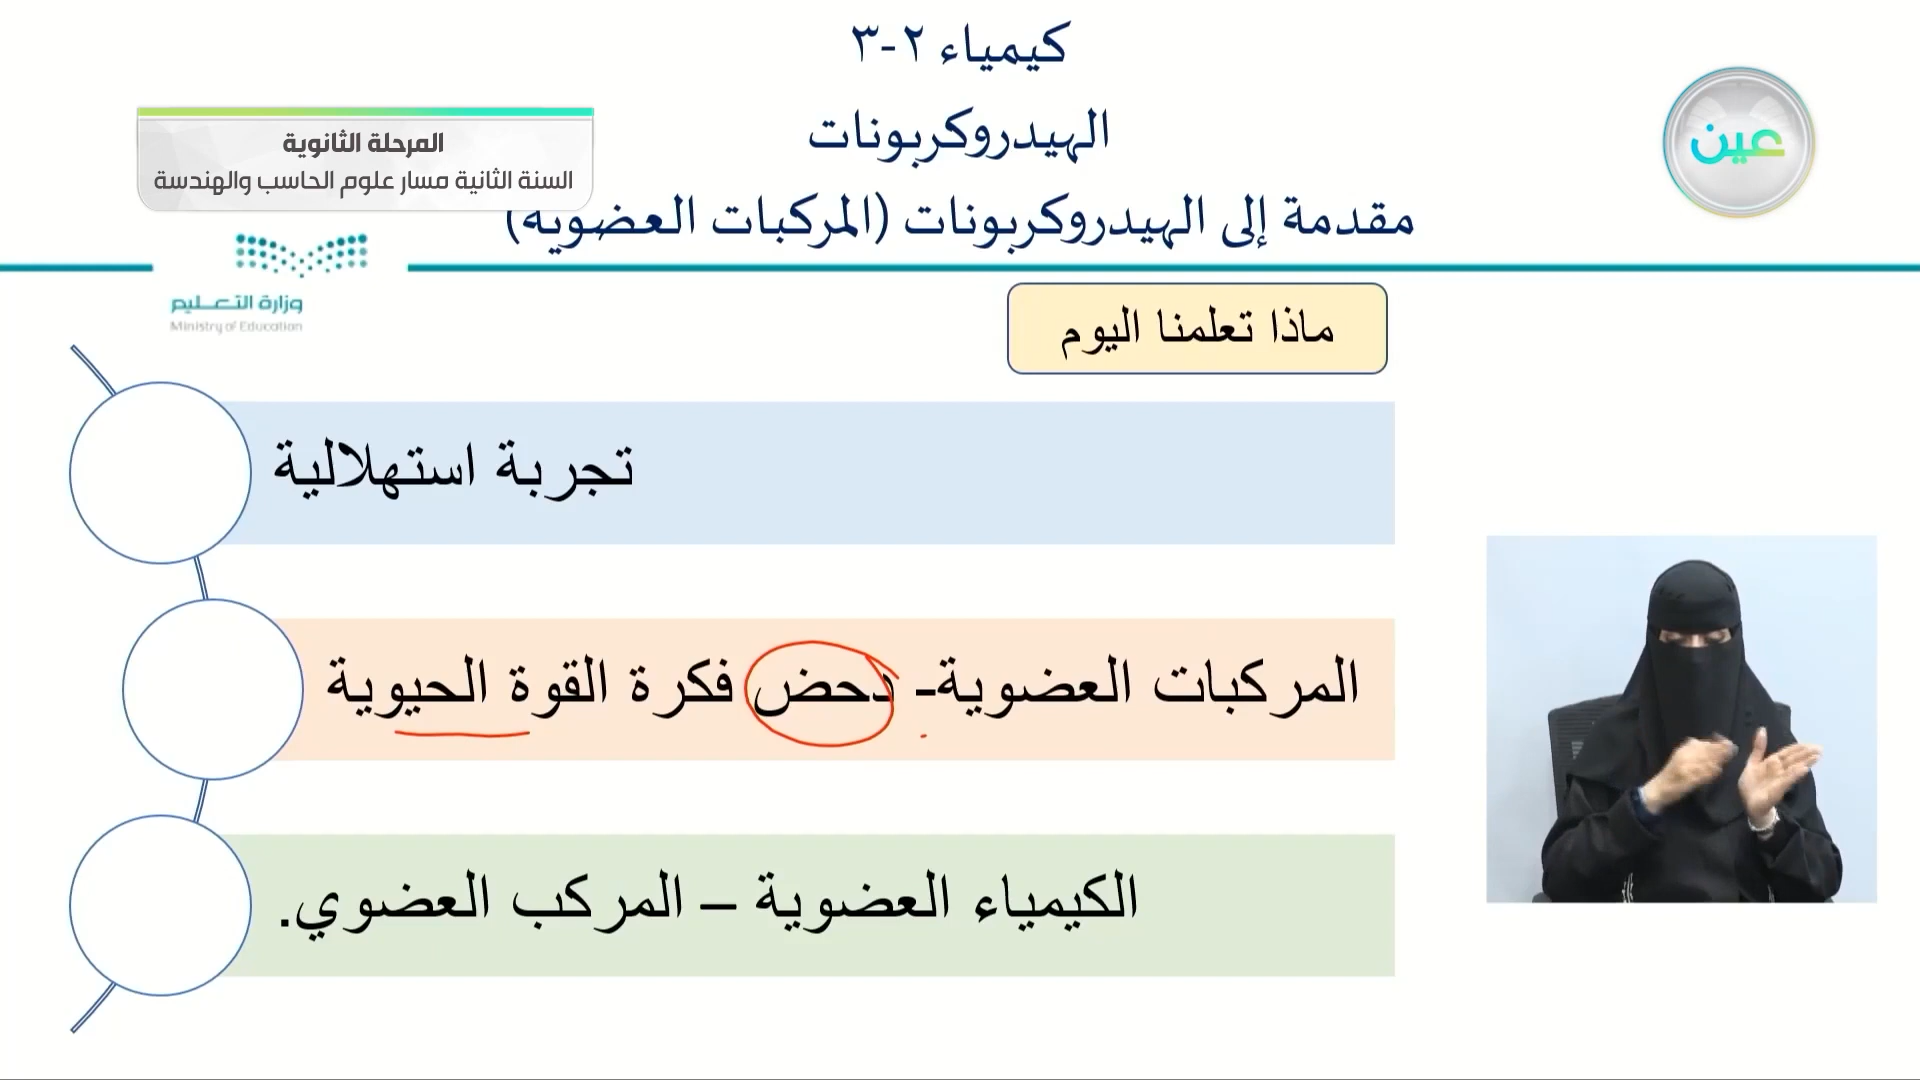 كيمياء ٢-٣
الهيدروكربونات
مقدمة إلى الهيدروكربونات (المركبات العضوية)
عين
المرحلة الثانوية
السنة الثانية مسار علوم الحاسب والهندسة
وزارة التعليم
Ministry of Education
ماذا تعلمنا اليوم
تجربة استهلالية
المركبات العضوية- دحض فكرة القوة الحيوية
الكيمياء العضوية – المركب العضوي.